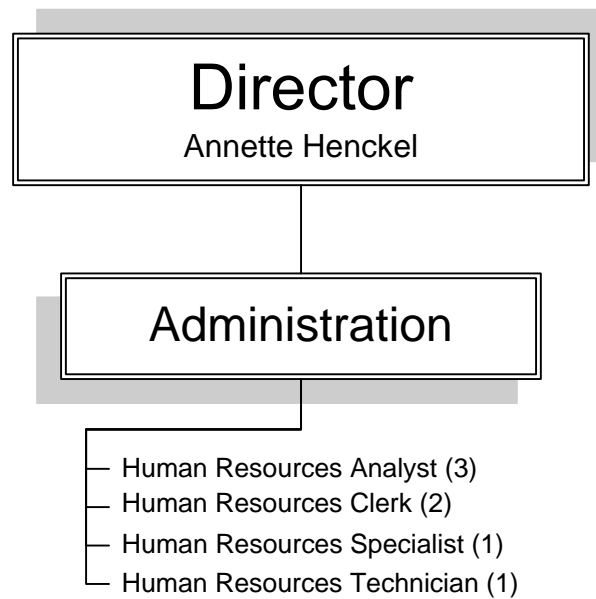 Director
Annette Henckel
Administration
Human Resources Analyst (3)
Human Resources Clerk (2)
Human Resources Specialist (1)
Human Resources Technician (1)